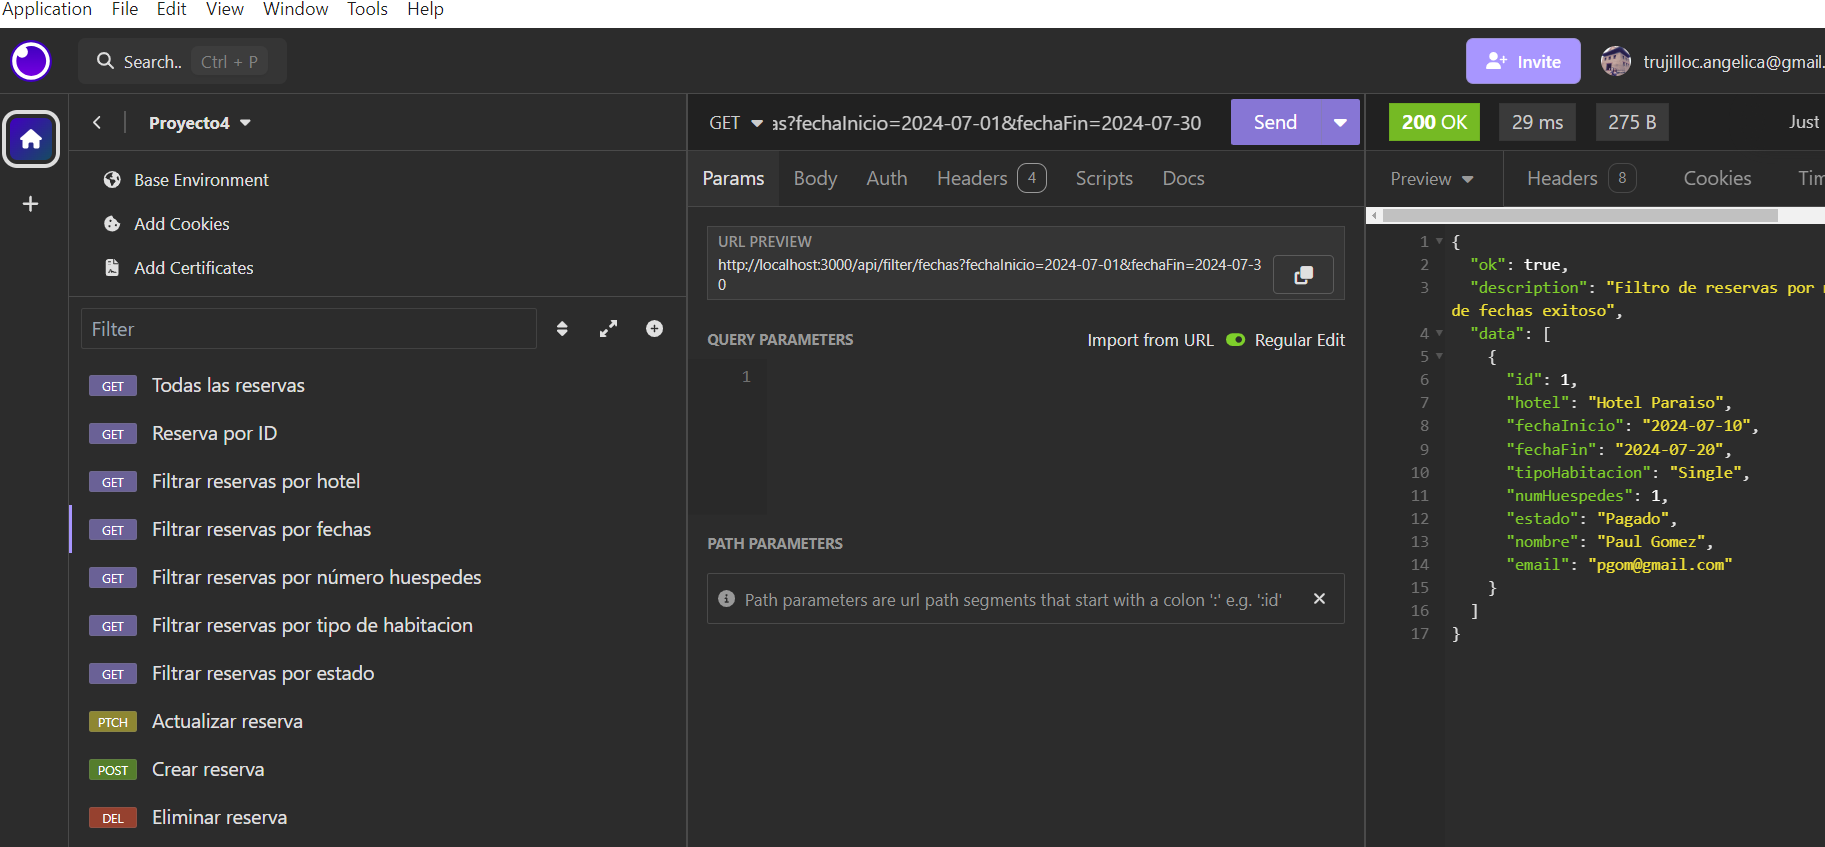 Application File Edit View Window Tools Help
Search.. Ctrl + P
Invite
trujilloc.angelica@gmail.
Proyecto4
Base Environment
Add Cookies
Add Certificates
Filter
GET Todas las reservas
GET Reserva por ID
GET Filtrar reservas por hotel
GET Filtrar reservas por fechas
GET Filtrar reservas por número huespedes
GET Filtrar reservas por tipo de habitacion
GET Filtrar reservas por estado
PTCH Actualizar reserva
POST Crear reserva
DEL Eliminar reserva
GET as?fechaInicio=2024-07-01&fechaFin=2024-07-30 Send
Params Body Auth Headers 4 Scripts Docs
URL PREVIEW
http://localhost:3000/api/filter/fechas?fechaInicio=2024-07-01&fechaFin=2024-07-3
0
QUERY PARAMETERS Import from URL Regular Edit
1
PATH PARAMETERS
Path parameters are url path segments that start with a colon ':' e.g. ':id'
200 OK 29 ms 275 B Just
Preview Headers 8 Cookies Tim
1 {
2 "ok": true,
3 "description": "Filtro de reservas por
de fechas exitoso",
4 "data": [
5 {
6 "id": 1,
7 "hotel": "Hotel Paraiso",
8 "fechaInicio": "2024-07-10",
9 "fechaFin": "2024-07-20",
10 "tipoHabitacion": "Single",
11 "numHuespedes": 1,
12 "estado": "Pagado",
13 "nombre": "Paul Gomez",
14 "email": "pgom@gmail.com"
15 }
16 ]
17 }